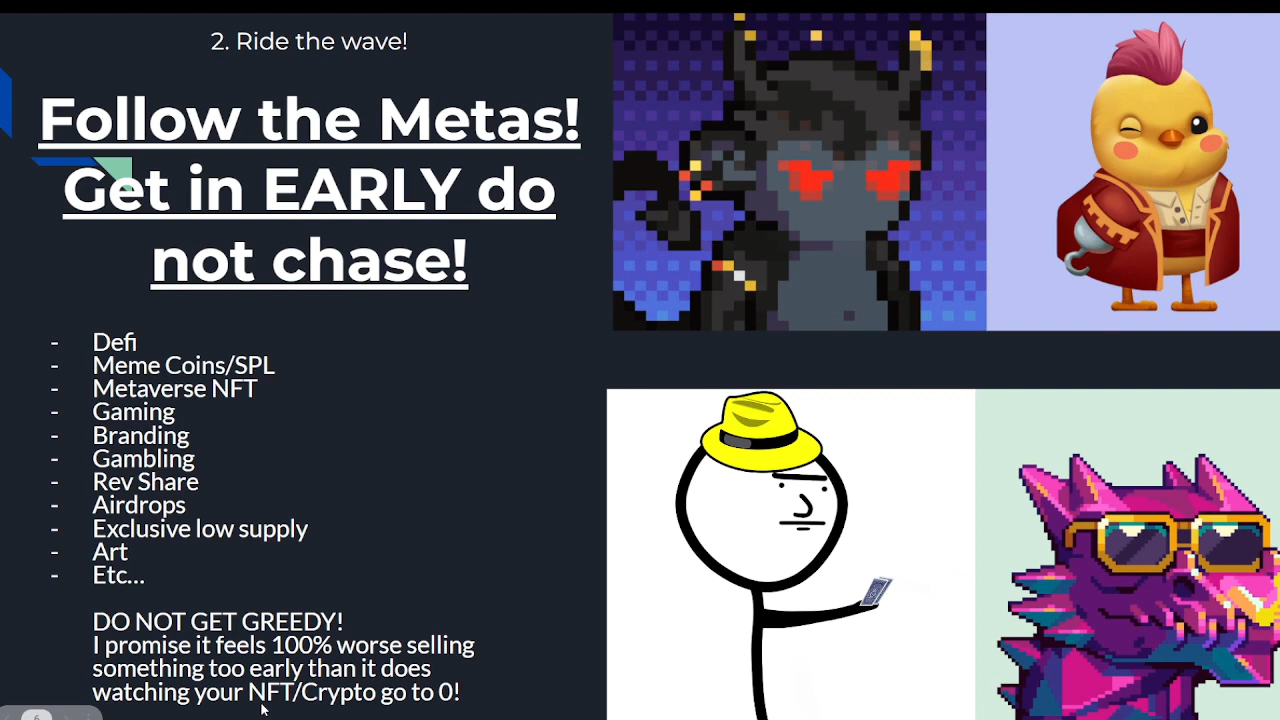 2. Ride the wave!
Follow the Metas!
Get in EARLY do
not chase!
- Defi
- Meme Coins/SPL
- Metaverse NFT
- Gaming
- Branding
- Gambling
- Rev Share
- Airdrops
- Exclusive low supply
- Art
- Etc...
DO NOT GET GREEDY!
I promise it feels 100% worse selling
something too early than it does
watching your NFT/Crypto go to 0!
6